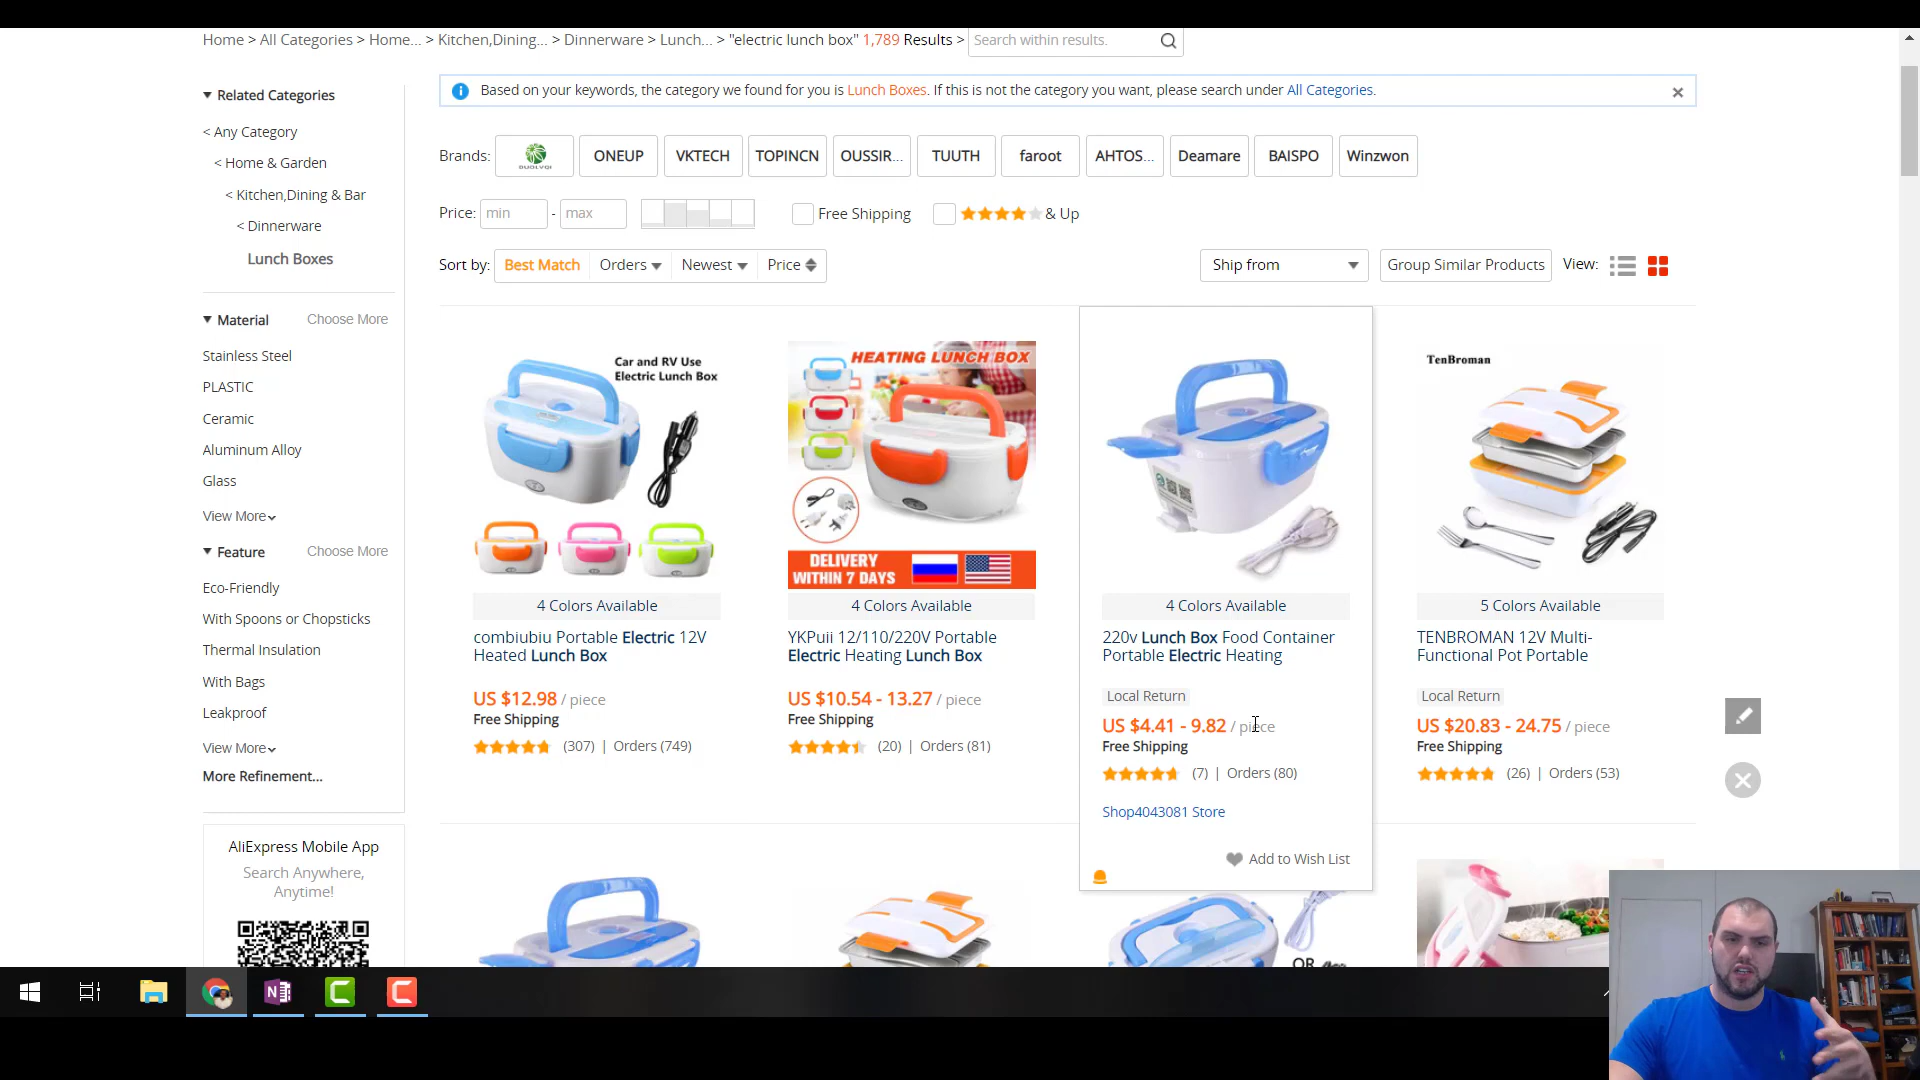 Home > All Categories > Home... > Kitchen,Dining... > Dinnerware > Lunch... > "electric lunch box" 1,789 Results > Search within results.
Related Categories
< Any Category
< Home & Garden
< Kitchen,Dining & Bar
< Dinnerware
Lunch Boxes
Material Choose More
Stainless Steel
PLASTIC
Ceramic
Aluminum Alloy
Glass
View More
Feature Choose More
Eco-Friendly
With Spoons or Chopsticks
Thermal Insulation
With Bags
Leakproof
View More
More Refinement...
AliExpress Mobile App
Search Anywhere,
Anytime!
Based on your keywords, the category we found for you is Lunch Boxes. If this is not the category you want, please search under All Categories.
Brands: DUOLVQI ONEUP VKTECH TOPINCN OUSSIR... TUUTH faroot AHTOS... Deamare BAISPO Winzwon
Price: min - max Free Shipping & Up
Sort by: Best Match Orders Newest Price Ship from Group Similar Products View:
Car and RV Use
Electric Lunch Box
4 Colors Available
combiubiu Portable Electric 12V
Heated Lunch Box
US $12.98 / piece
Free Shipping
(307) | Orders (749)
HEATING LUNCH BOX
DELIVERY
WITHIN 7 DAYS
4 Colors Available
YKPuii 12/110/220V Portable
Electric Heating Lunch Box
US $10.54 - 13.27 / piece
Free Shipping
(20) | Orders (81)
4 Colors Available
220v Lunch Box Food Container
Portable Electric Heating
Local Return
US $4.41 - 9.82 / piece
Free Shipping
(7) | Orders (80)
Shop4043081 Store
Add to Wish List
TenBroman
5 Colors Available
TENBROMAN 12V Multi-
Functional Pot Portable
Local Return
US $20.83 - 24.75 / piece
Free Shipping
(26) | Orders (53)
OR